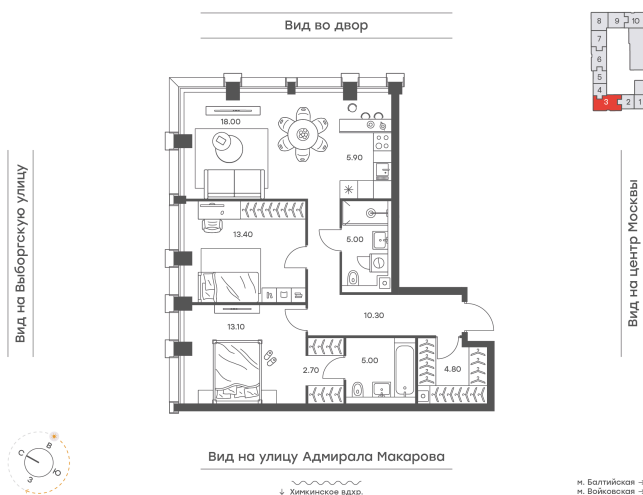 Вид во двор
8 9 10
7
6
5
4
3 2 1
Вид на Выборгскую улицу
Вид на центр Москвы
18.00
5.90
13.40
5.00
10.30
13.10
2.70
5.00
4.80
Вид на улицу Адмирала Макарова
↓ Химкинское вдхр.
С В
З Ю
м. Балтийская
м. Войковская